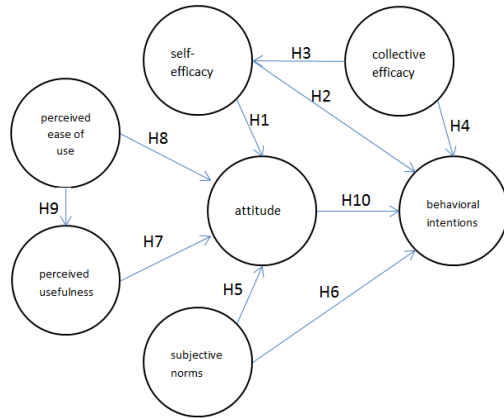 self-
efficacy
H3
collective
efficacy
H2
perceived
ease of
use
H8
H1
H4
H9
attitude
H10
behavioral
intentions
H7
perceived
usefulness
H5
H6
subjective
norms